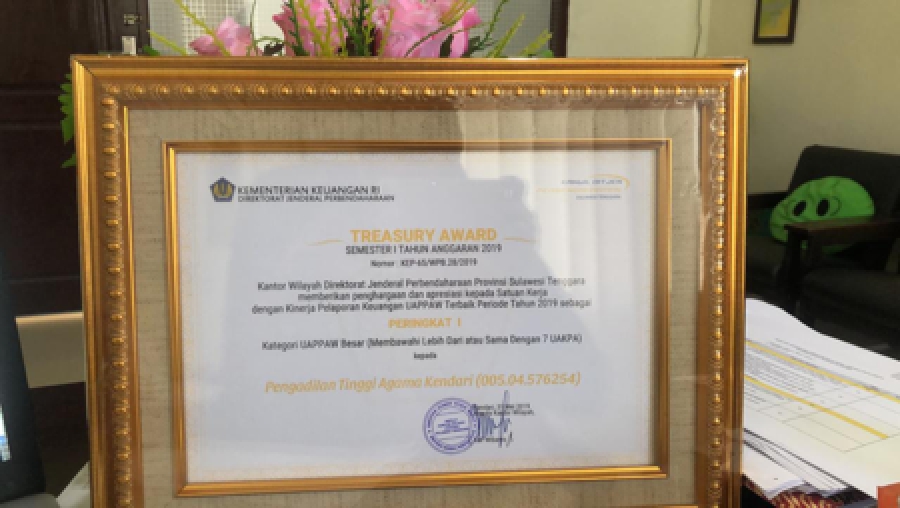 KEMENTERIAN KEUANGAN RI
DIREKTORAT JENDERAL PERBENDAHARAAN
TREASURY AWARD
SEMESTER I TAHUN ANGGARAN 2019
Nomor : KEP-65/WPB.28/2019
Kantor Wilayah Direktorat Jenderal Perbendaharaan Provinsi Sulawesi Tenggara
memberikan penghargaan dan apresiasi kepada Satuan Kerja
dengan Kinerja Pelaporan Keuangan UAPPAW Terbaik Periode Tahun 2019 sebagai
PERINGKAT 1
Kategori UAPPAW Besar (Membawahi Lebih Dari atau Sama Dengan 7 UAKPA)
kepada
Pengadilan Tinggi Agama Kendari (005.04.576254)
2019
Kantor Wilayah,